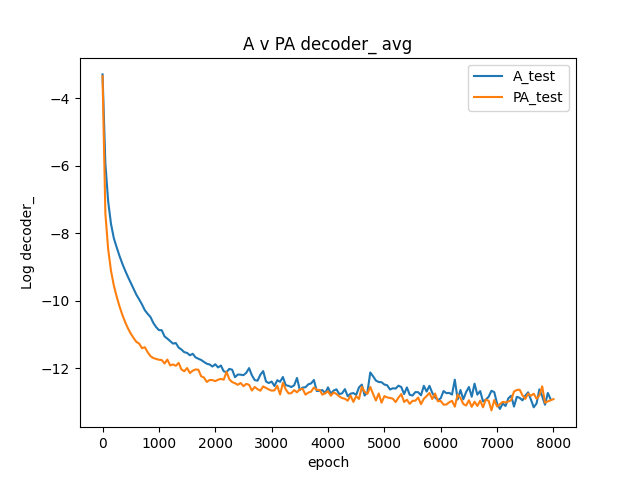 A v PA decoder_ avg
A_test
PA_test
Log decoder_
−4
−6
−8
−10
−12
0 1000 2000 3000 4000 5000 6000 7000 8000
epoch